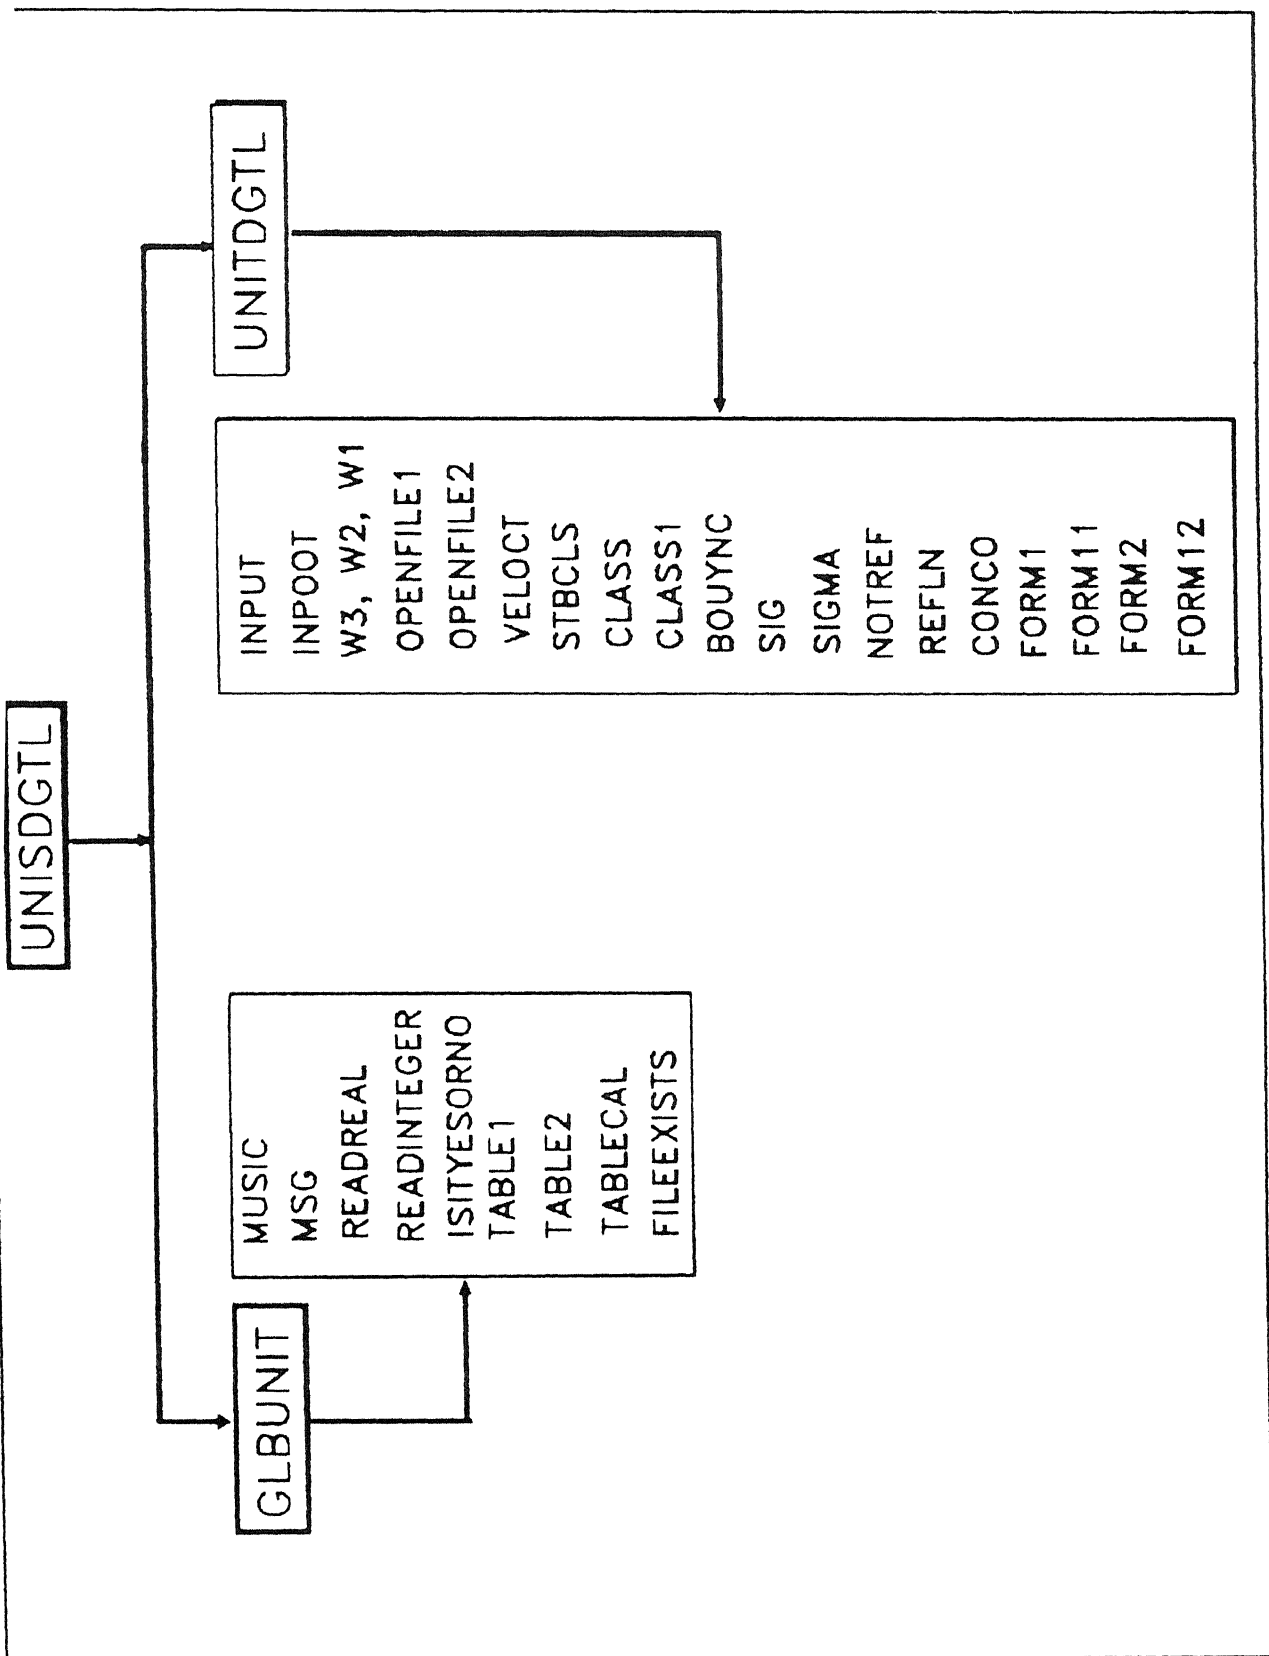 UNISDGTL
GLBUNIT
MUSIC
MSG
READREAL
READINTEGER
ISITYESORNO
TABLE1
TABLE2
TABLECAL
FILEEXISTS
UNITDGTL
INPUT
INPOOT
W3, W2, W1
OPENFILE1
OPENFILE2
VELOCT
STBCLS
CLASS
CLASS1
BOUYNC
SIG
SIGMA
NOTREF
REFLN
CONCO
FORM1
FORM11
FORM2
FORM12